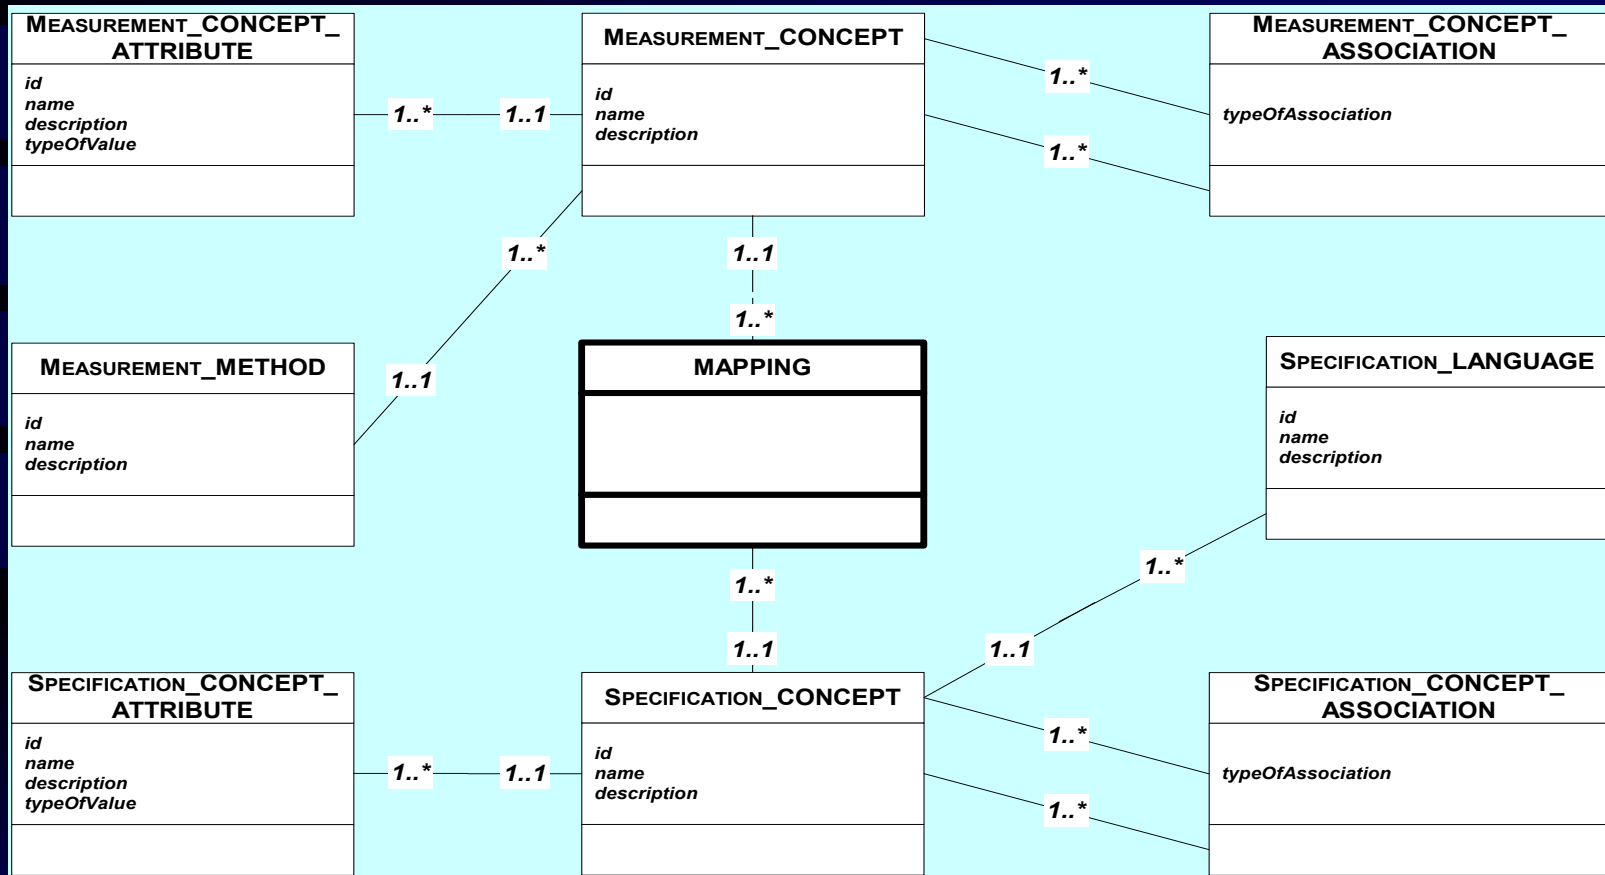 MEASUREMENT_CONCEPT_
ATTRIBUTE
id
name
description
typeOfValue
1..*
1..1
MEASUREMENT_CONCEPT
id
name
description
1..*
1..*
MEASUREMENT_CONCEPT_
ASSOCIATION
typeOfAssociation
1..*
1..1
1..1
1..*
MEASUREMENT_METHOD
id
name
description
MAPPING
SPECIFICATION_LANGUAGE
id
name
description
1..*
1..1
1..*
1..1
SPECIFICATION_CONCEPT_
ATTRIBUTE
id
name
description
typeOfValue
1..*
1..1
SPECIFICATION_CONCEPT
id
name
description
1..*
1..*
SPECIFICATION_CONCEPT_
ASSOCIATION
typeOfAssociation